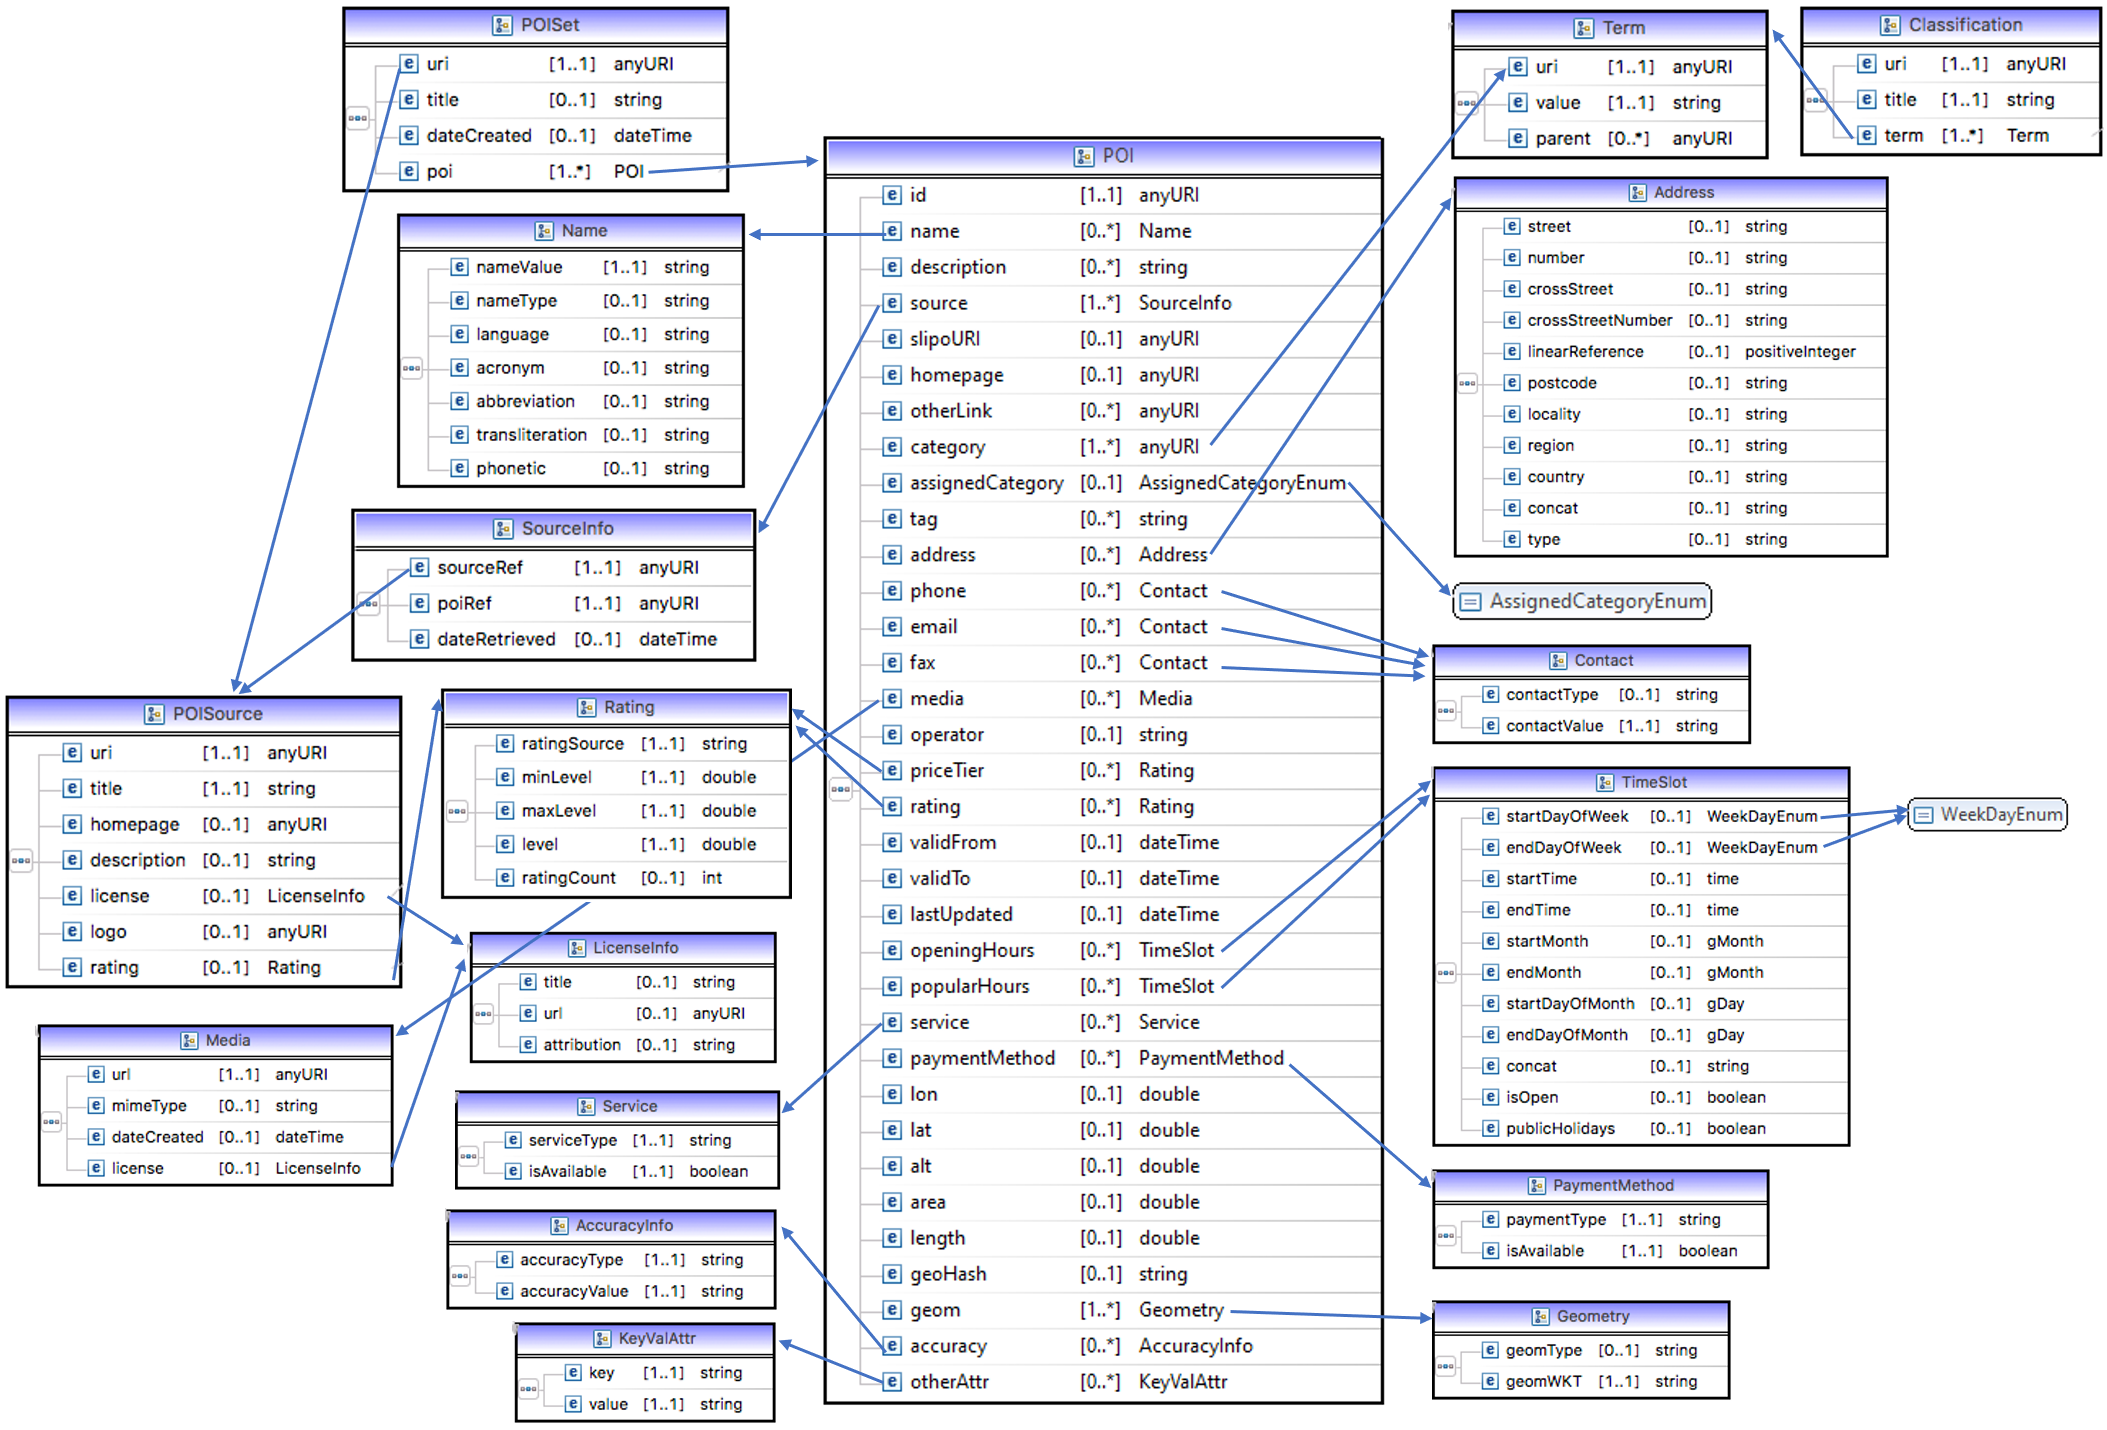 POISet
uri [1..1] anyURI
title [0..1] string
dateCreated [0..1] dateTime
poi [1..*] POI
Name
nameValue [1..1] string
nameType [0..1] string
language [0..1] string
acronym [0..1] string
abbreviation [0..1] string
transliteration [0..1] string
phonetic [0..1] string
SourceInfo
sourceRef [1..1] anyURI
poiRef [1..1] anyURI
dateRetrieved [0..1] dateTime
POISource
uri [1..1] anyURI
title [1..1] string
homepage [0..1] anyURI
description [0..1] string
license [0..1] LicenseInfo
logo [0..1] anyURI
rating [0..1] Rating
Rating
ratingSource [1..1] string
minLevel [1..1] double
maxLevel [1..1] double
level [1..1] double
ratingCount [0..1] int
LicenseInfo
title [0..1] string
url [0..1] anyURI
attribution [0..1] string
Media
url [1..1] anyURI
mimeType [0..1] string
dateCreated [0..1] dateTime
license [0..1] LicenseInfo
Service
serviceType [1..1] string
isAvailable [1..1] boolean
AccuracyInfo
accuracyType [1..1] string
accuracyValue [1..1] string
KeyValAttr
key [1..1] string
value [1..1] string
POI
id [1..1] anyURI
name [0..*] Name
description [0..*] string
source [1..*] SourceInfo
slipoURI [0..1] anyURI
homepage [0..1] anyURI
otherLink [0..*] anyURI
category [1..*] anyURI
assignedCategory [0..1] AssignedCategoryEnum
tag [0..*] string
address [0..*] Address
phone [0..*] Contact
email [0..*] Contact
fax [0..*] Contact
media [0..*] Media
operator [0..1] string
priceTier [0..*] Rating
rating [0..*] Rating
validFrom [0..1] dateTime
validTo [0..1] dateTime
lastUpdated [0..1] dateTime
openingHours [0..*] TimeSlot
popularHours [0..*] TimeSlot
service [0..*] Service
paymentMethod [0..*] PaymentMethod
lon [0..1] double
lat [0..1] double
alt [0..1] double
area [0..1] double
length [0..1] double
geoHash [0..1] string
geom [1..*] Geometry
accuracy [0..*] AccuracyInfo
otherAttr [0..*] KeyValAttr
Term
uri [1..1] anyURI
value [1..1] string
parent [0..*] anyURI
Classification
uri [1..1] anyURI
title [1..1] string
term [1..*] Term
Address
street [0..1] string
number [0..1] string
crossStreet [0..1] string
crossStreetNumber [0..1] string
linearReference [0..1] positiveInteger
postcode [0..1] string
locality [0..1] string
region [0..1] string
country [0..1] string
concat [0..1] string
type [0..1] string
AssignedCategoryEnum
Contact
contactType [0..1] string
contactValue [1..1] string
TimeSlot
startDayOfWeek [0..1] WeekDayEnum
endDayOfWeek [0..1] WeekDayEnum
startTime [0..1] time
endTime [0..1] time
startMonth [0..1] gMonth
endMonth [0..1] gMonth
startDayOfMonth [0..1] gDay
endDayOfMonth [0..1] gDay
concat [0..1] string
isOpen [0..1] boolean
publicHolidays [0..1] boolean
WeekDayEnum
PaymentMethod
paymentType [1..1] string
isAvailable [1..1] boolean
Geometry
geomType [0..1] string
geomWKT [1..1] string